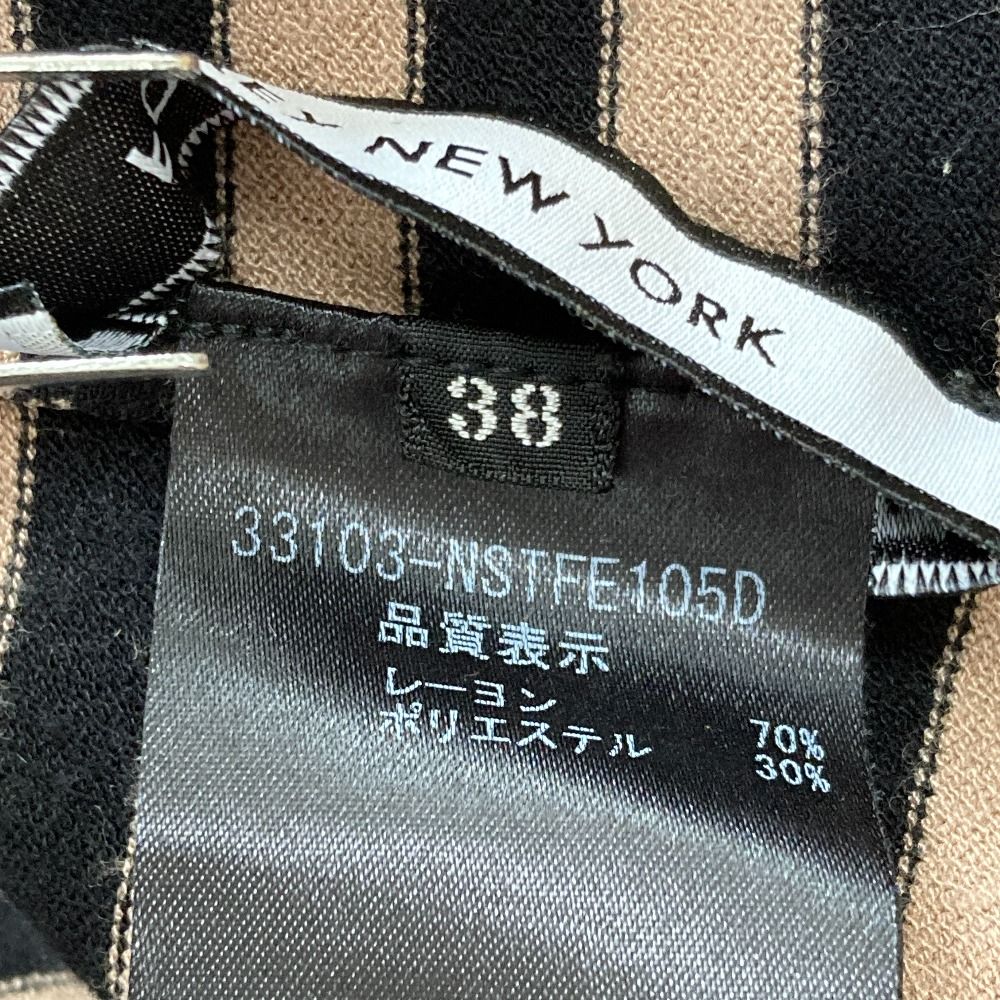 NEW YORK
38
33103-NSTFE105D
品質表示
レーヨン 70%
ポリエステル 30%